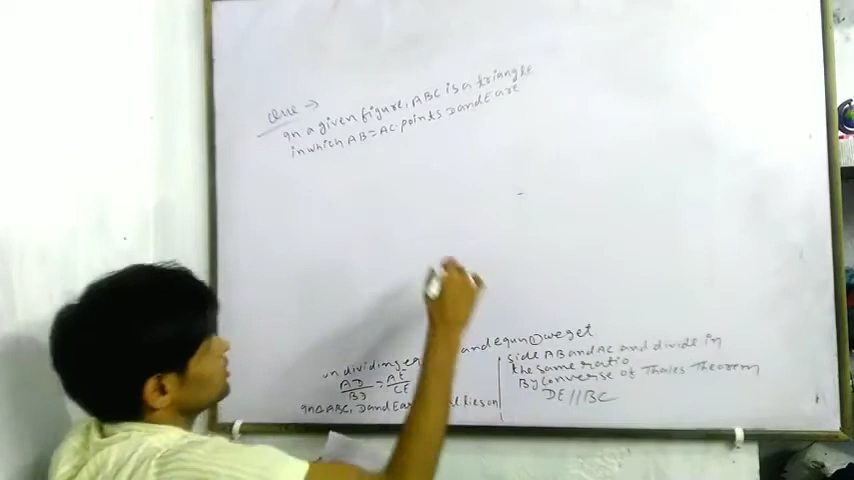 Que →
In a given figure, ABC is a triangle
in which AB = AC. points D and E are
on dividing eq and equn ① we get
AD/BD = AE/CE
In △ABC, D and E are lies on
side AB and AC and divide in
the same ratio
By Converse of Thales Theorem
DE // BC